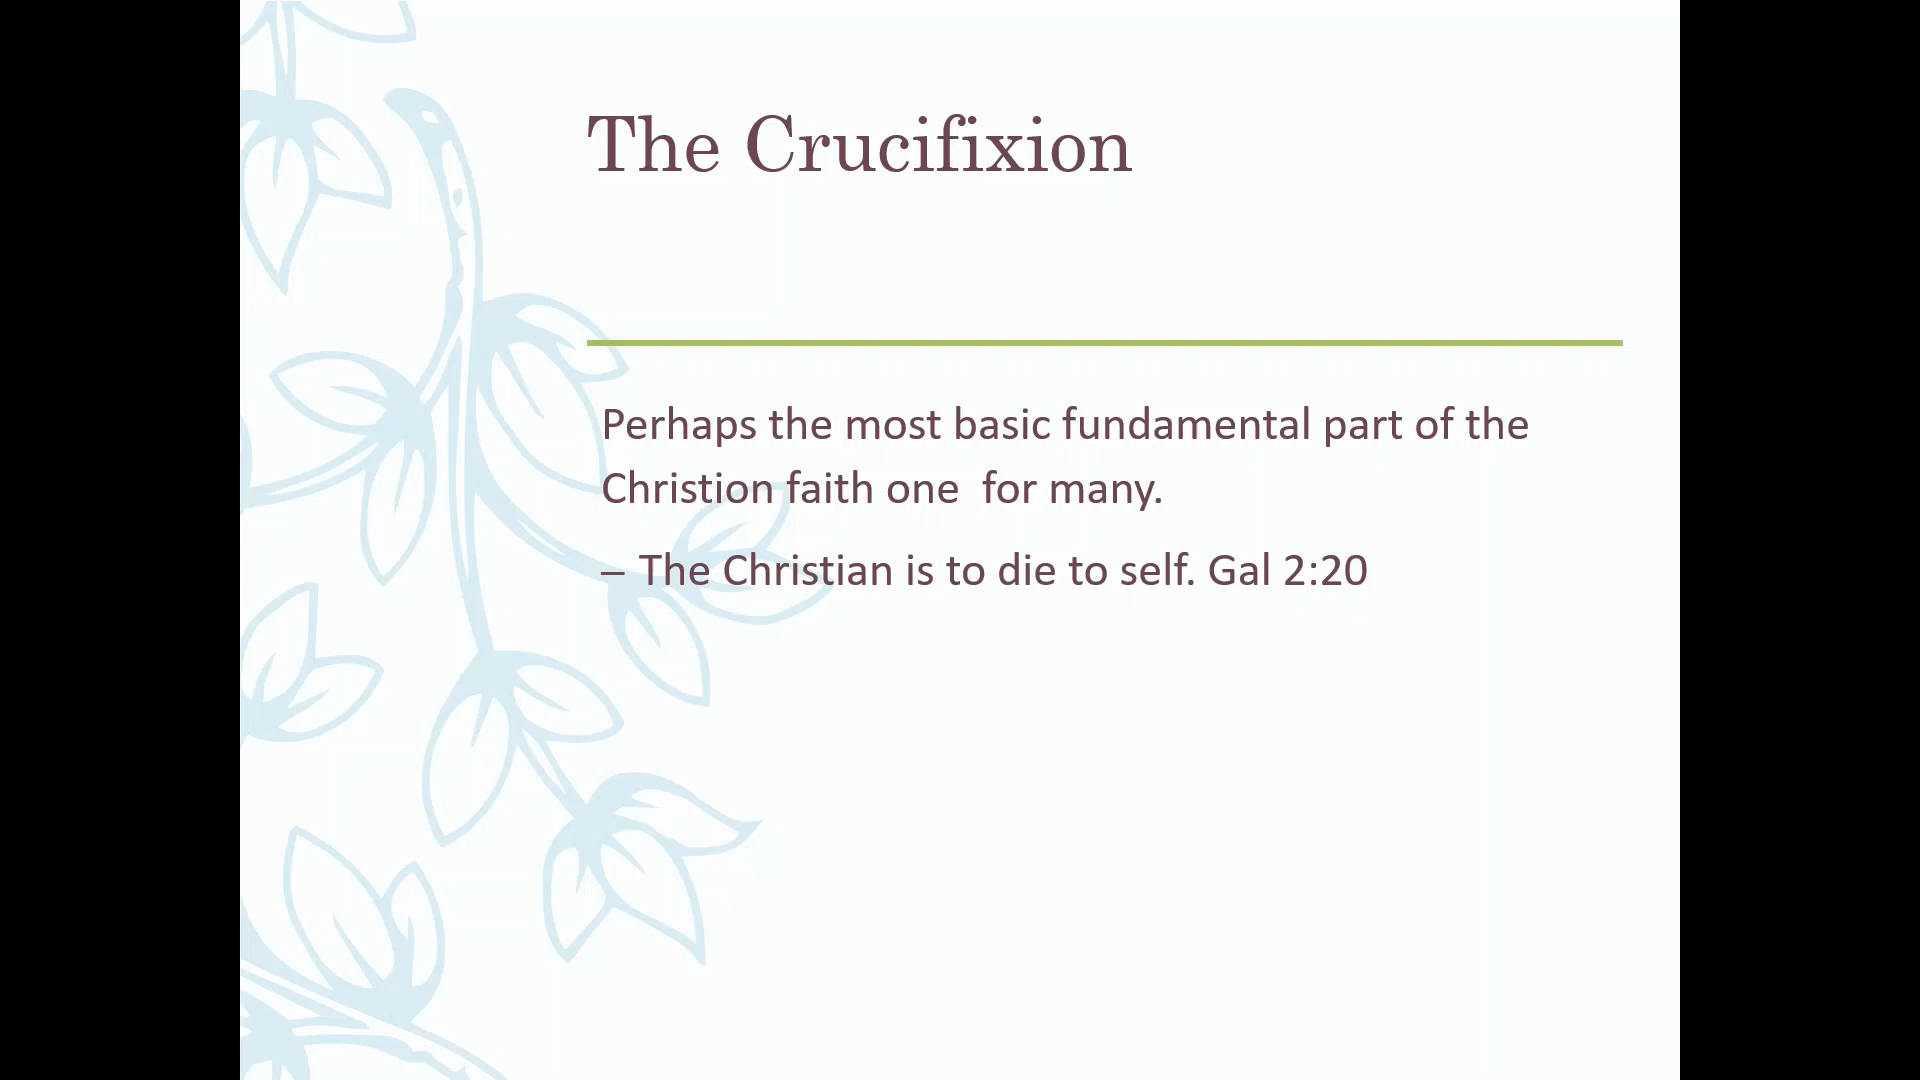 The Crucifixion
Perhaps the most basic fundamental part of the
Christion faith one  for many.
– The Christian is to die to self. Gal 2:20